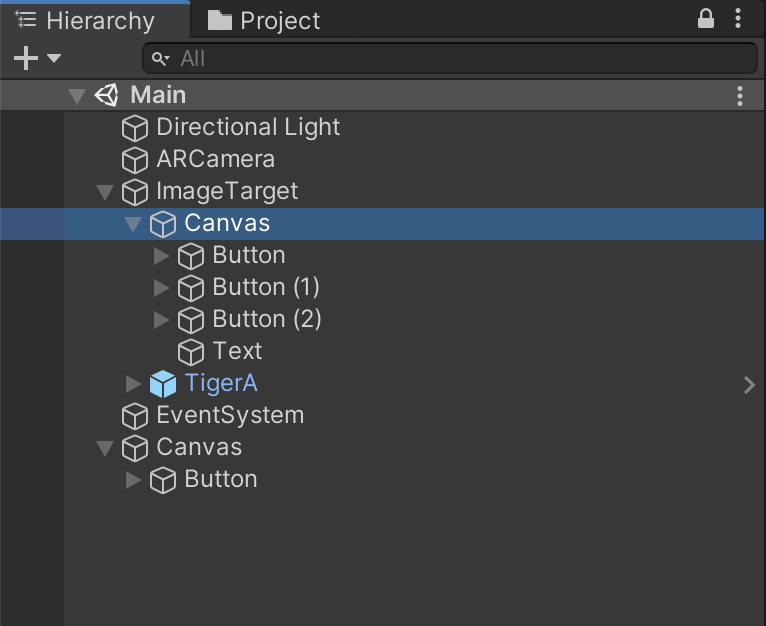 Hierarchy Project
All
Main
Directional Light
ARCamera
ImageTarget
Canvas
Button
Button (1)
Button (2)
Text
TigerA
EventSystem
Canvas
Button